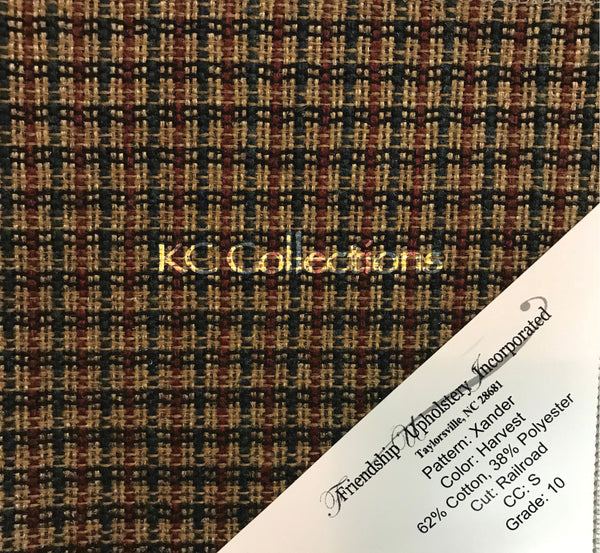 KC Collections
Friendship Upholstery Incorporated
Taylorsville, NC 28681
Pattern: Xander
Color: Harvest
62% Cotton, 38% Polyester
Cut: Railroad
CC: S
Grade: 10